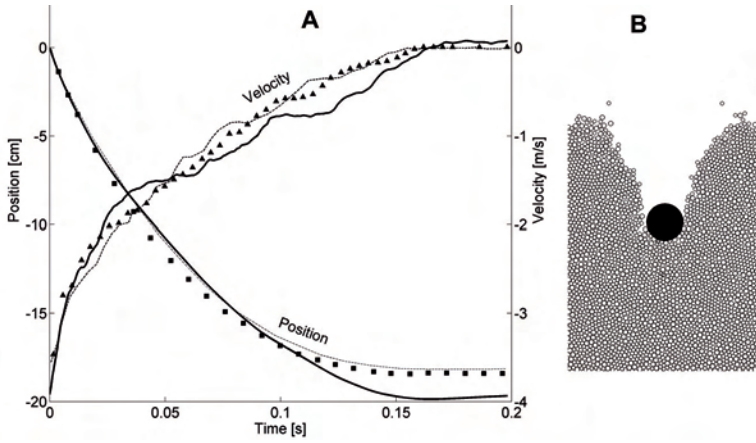 A
B
0
-5
-10
-15
-20
Position [cm]
Velocity
Position
0
-1
-2
-3
-4
Velocity [m/s]
0
0.05
0.1
0.15
0.2
Time [s]